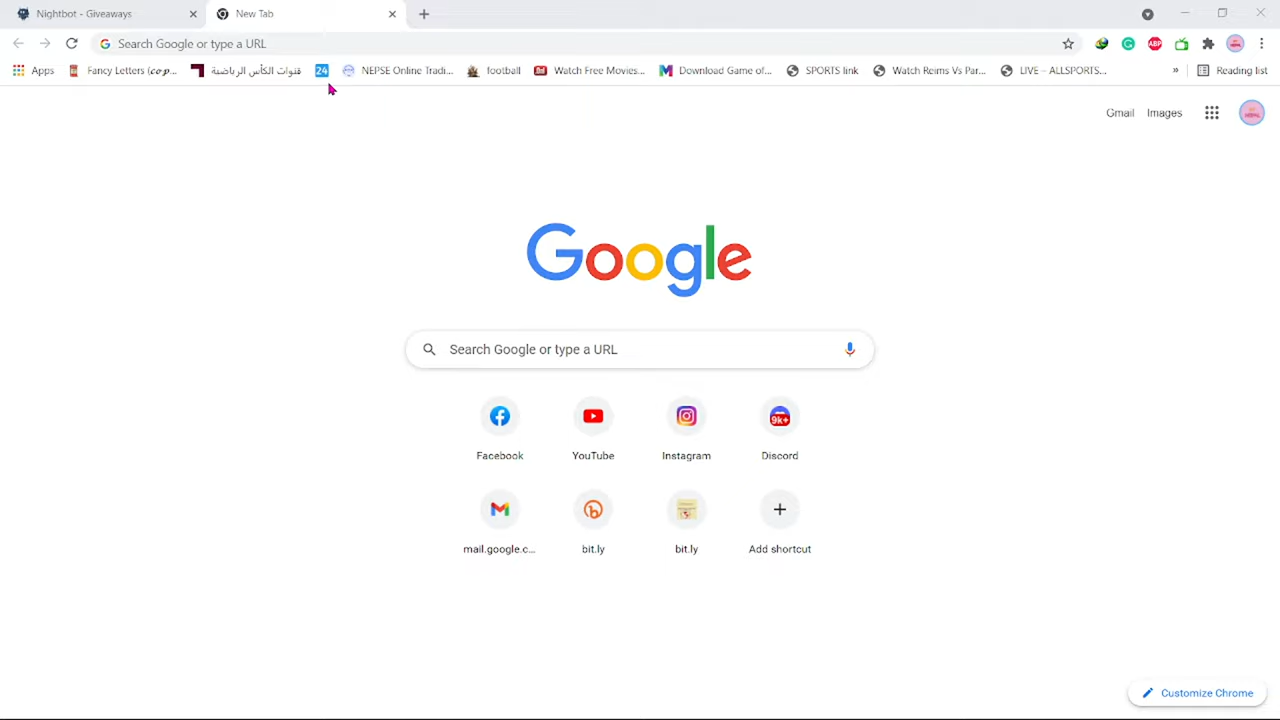 Nightbot - Giveaways
New Tab
Search Google or type a URL
ABP
Apps
Fancy Letters (𝓬𝓸𝓹...
قنوات الكأس الرياضية
24
NEPSE Online Tradi...
football
Watch Free Movies...
Download Game of...
SPORTS link
Watch Reims Vs Par...
LIVE – ALLSPORTS...
»
Reading list
Gmail
Images
Google
Search Google or type a URL
9k+
Facebook
YouTube
Instagram
Discord
mail.google.c...
bit.ly
bit.ly
Add shortcut
Customize Chrome